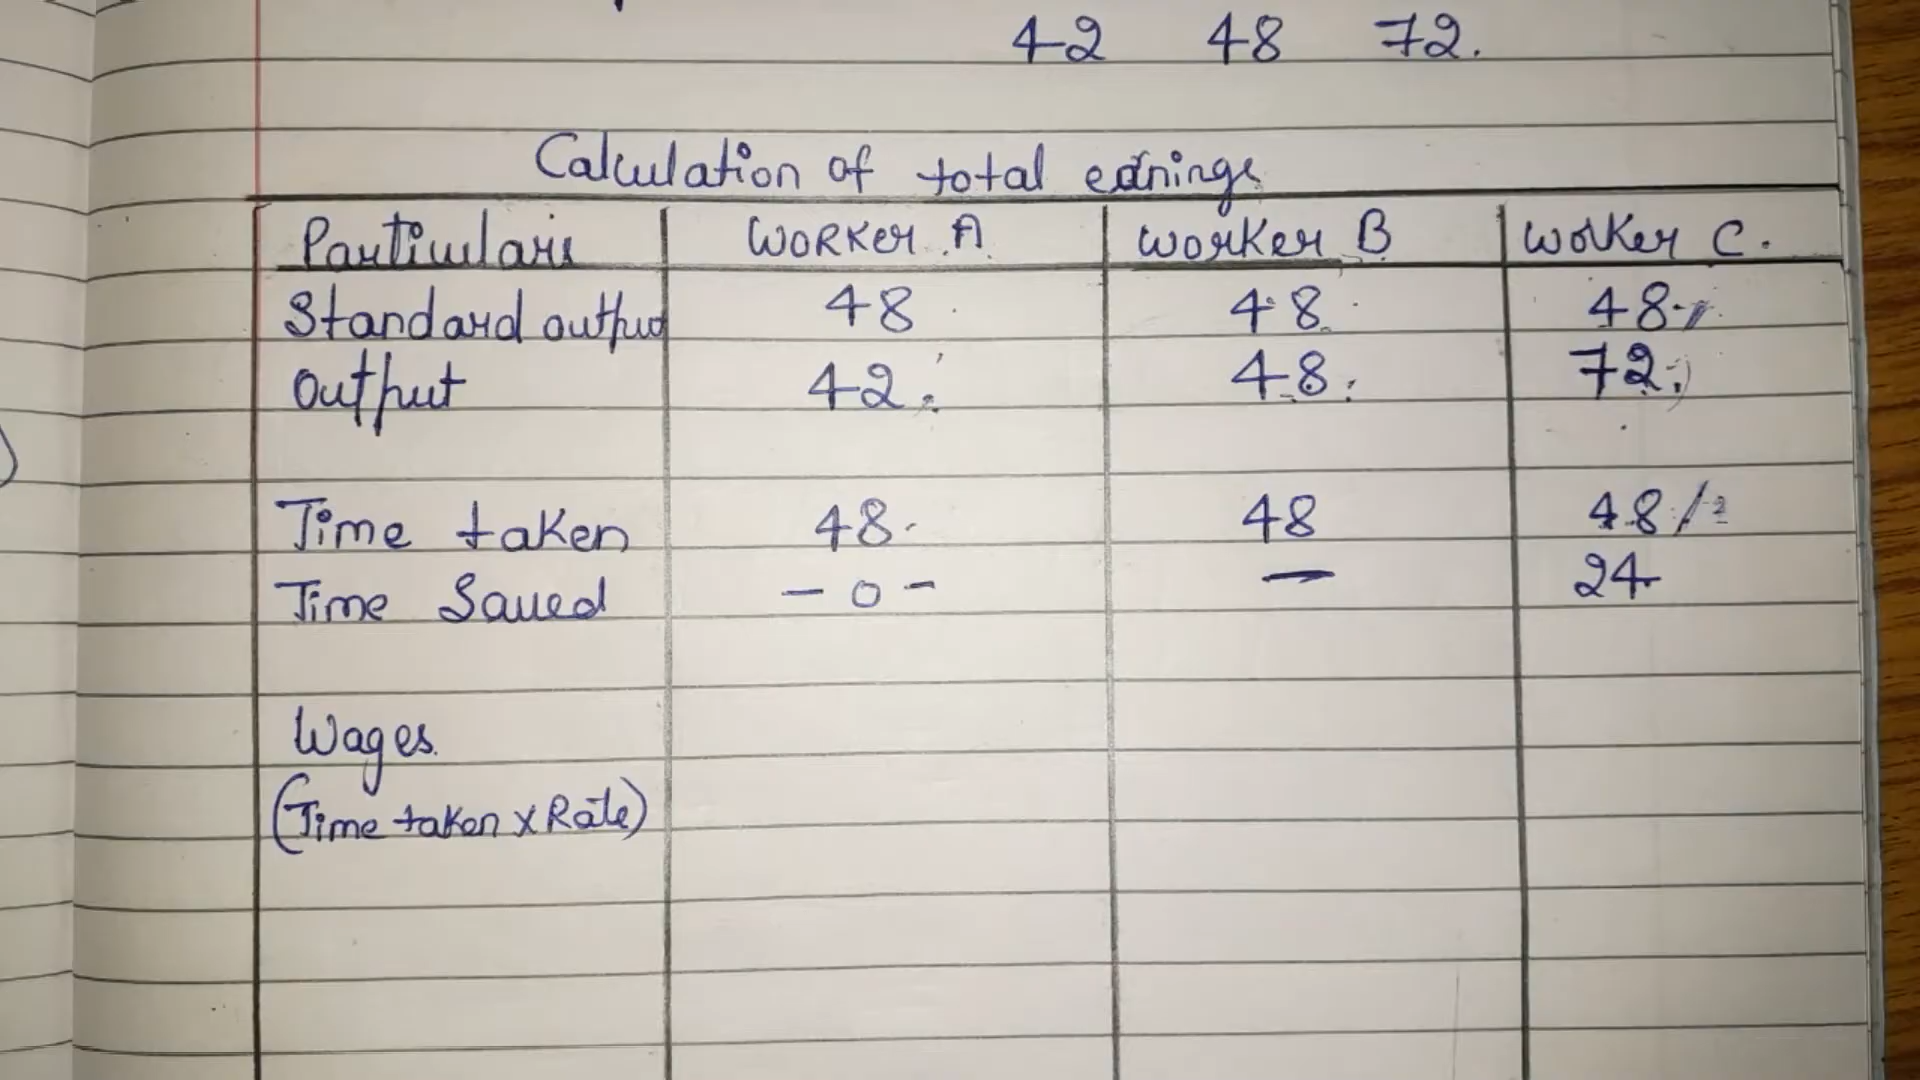 42 48 72.
Calculation of total earnings
Particulars WORKER A WORKER B WORKER C.
Standard output 48 48 48
Output 42 48 72
Time taken 48 48 48
Time Saved - 0 - — 24
Wages.
(Time taken X Rate)